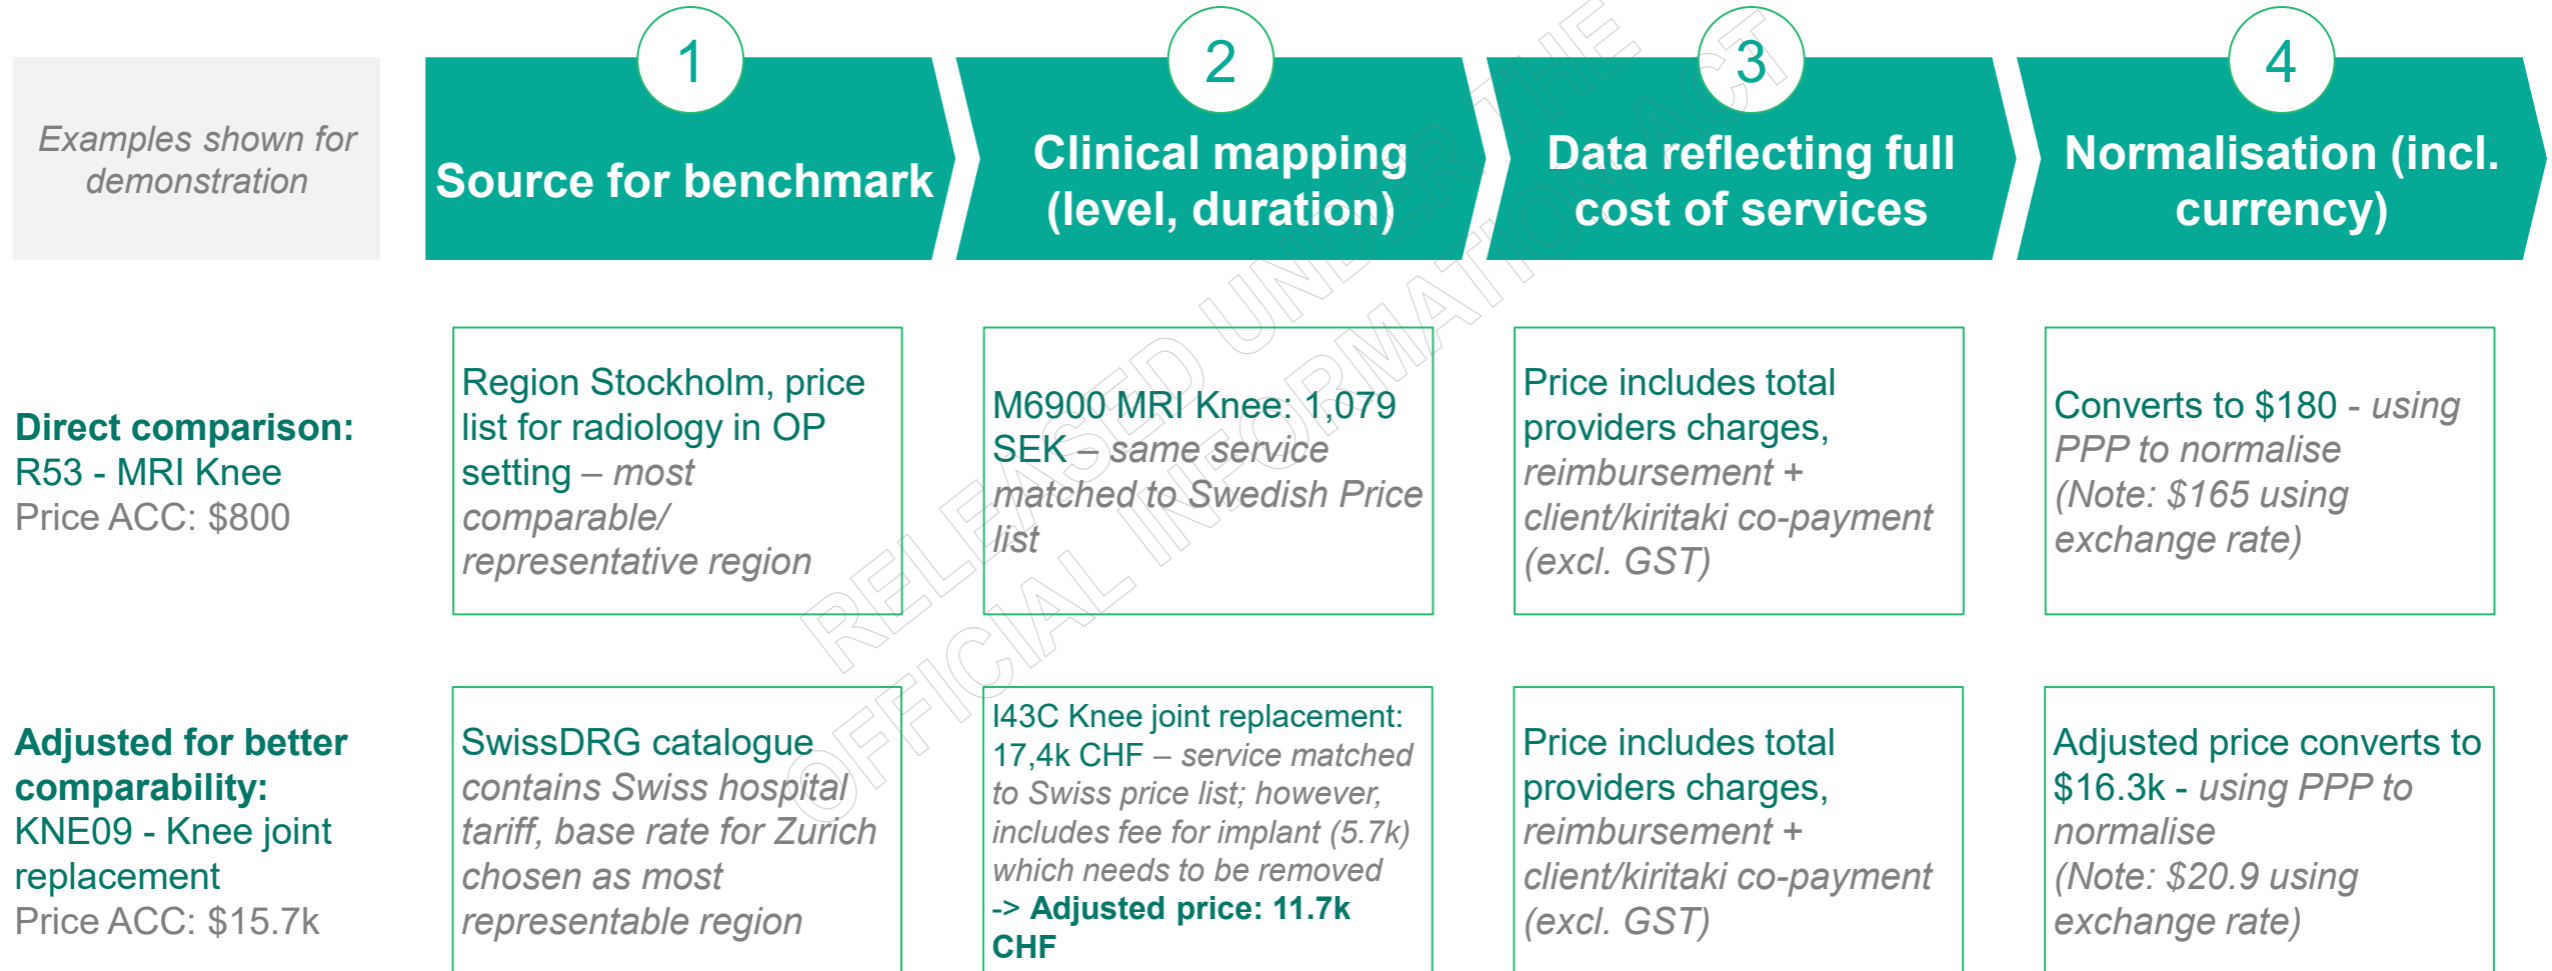 Examples shown for
demonstration
1
Source for benchmark
2
Clinical mapping
(level, duration)
3
Data reflecting full
cost of services
4
Normalisation (incl.
currency)
Direct comparison:
R53 - MRI Knee
Price ACC: $800
Region Stockholm, price
list for radiology in OP
setting – most
comparable/
representative region
M6900 MRI Knee: 1,079
SEK – same service
matched to Swedish Price
list
Price includes total
providers charges,
reimbursement +
client/kiritaki co-payment
(excl. GST)
Converts to $180 - using
PPP to normalise
(Note: $165 using
exchange rate)
Adjusted for better
comparability:
KNE09 - Knee joint
replacement
Price ACC: $15.7k
SwissDRG catalogue
contains Swiss hospital
tariff, base rate for Zurich
chosen as most
representable region
I43C Knee joint replacement:
17,4k CHF – service matched
to Swiss price list; however,
includes fee for implant (5.7k)
which needs to be removed
-> Adjusted price: 11.7k
CHF
Price includes total
providers charges,
reimbursement +
client/kiritaki co-payment
(excl. GST)
Adjusted price converts to
$16.3k - using PPP to
normalise
(Note: $20.9 using
exchange rate)
RELEASED UNDER THE
OFFICIAL INFORMATION ACT